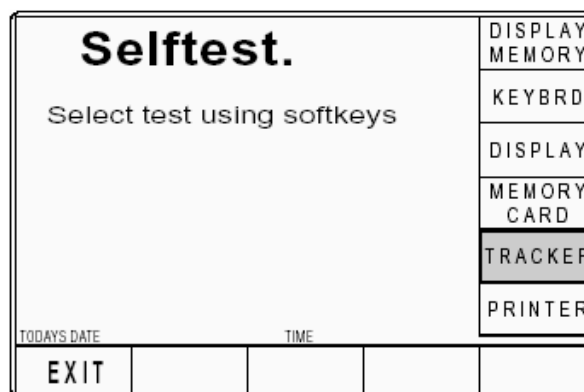 Selftest.
Select test using softkeys
DISPLAY
MEMORY
KEYBRD
DISPLAY
MEMORY
CARD
TRACKER
PRINTER
TODAYS DATE
TIME
EXIT